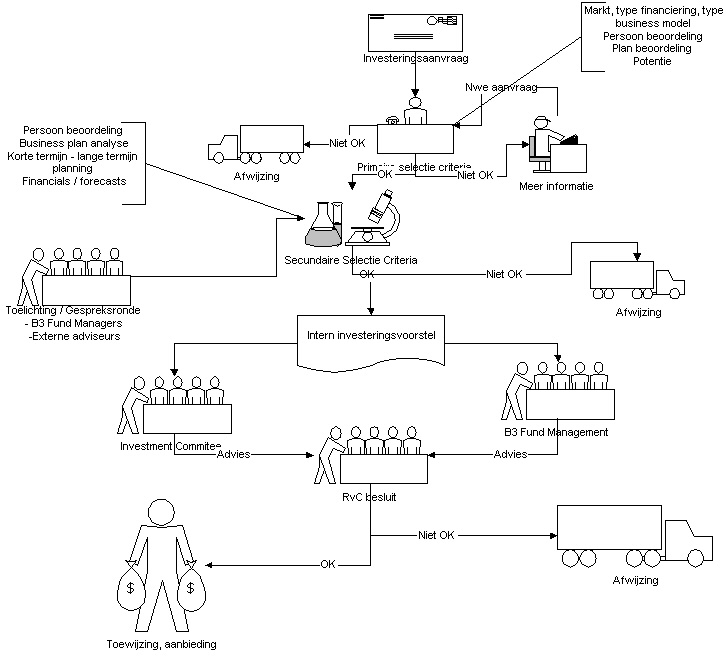 Markt, type financiering, type
business model
Persoon beoordeling
Plan beoordeling
Potentie
Investeringsaanvraag
Nwe aanvraag
Persoon beoordeling
Business plan analyse
Korte termijn - lange termijn
planning
Financials / forecasts
Niet OK
Afwijzing
Primaire selectie criteria
OK
Niet OK
Meer informatie
Secundaire Selectie Criteria
OK
Niet OK
Afwijzing
Toelichting / Gespreksronde
- B3 Fund Managers
-Externe adviseurs
Intern investeringsvoorstel
Investment Commitee
B3 Fund Management
Advies
Advies
RvC besluit
Niet OK
OK
$
$
Afwijzing
Toewijzing, aanbieding